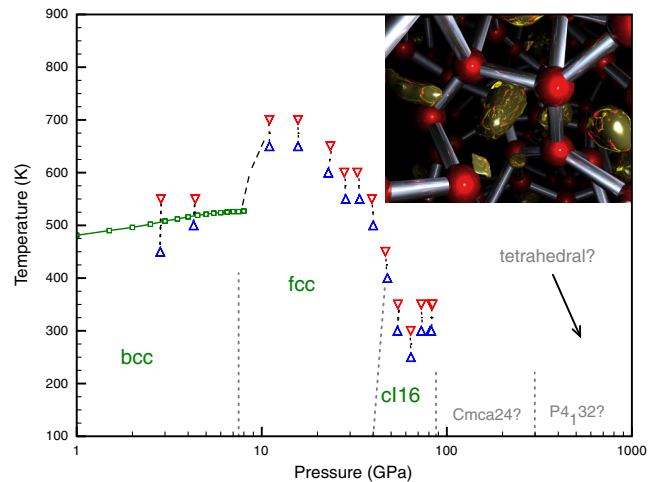 900
800
700
600
500
400
300
200
100
Temperature (K)
tetrahedral?
fcc
bcc
cI16
Cmca24?
P4₁32?
1
10
100
1000
Pressure (GPa)